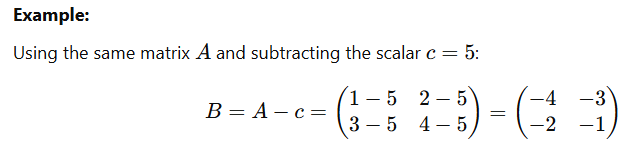 Example:
Using the same matrix A and subtracting the scalar c = 5:
B = A − c = (1 − 5 2 − 5 3 − 5 4 − 5) = (−4 −3 −2 −1)